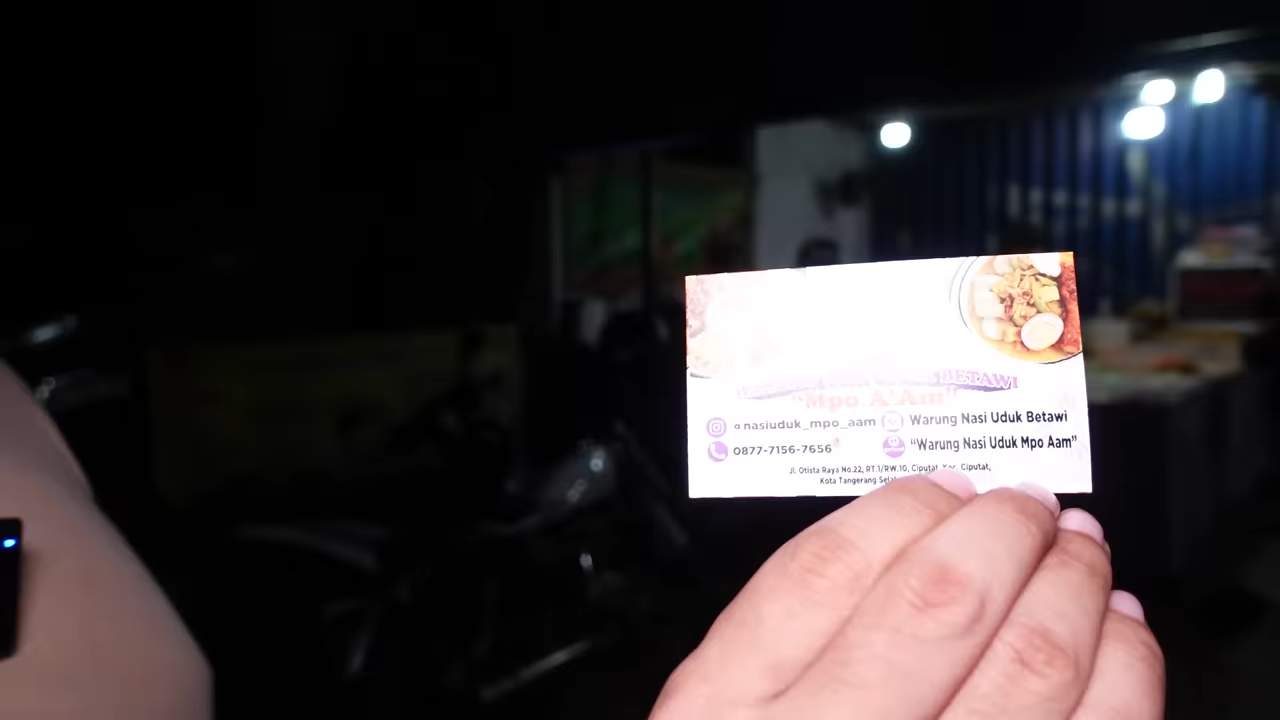 BETAWI
"Mpo A'Am"
nasiuduk_mpo_aam
Warung Nasi Uduk Betawi
0877-7156-7656
"Warung Nasi Uduk Mpo Aam"
Jl. Otista Raya No.22, RT.1/RW.10, Ciputat, Kec. Ciputat,
Kota Tangerang